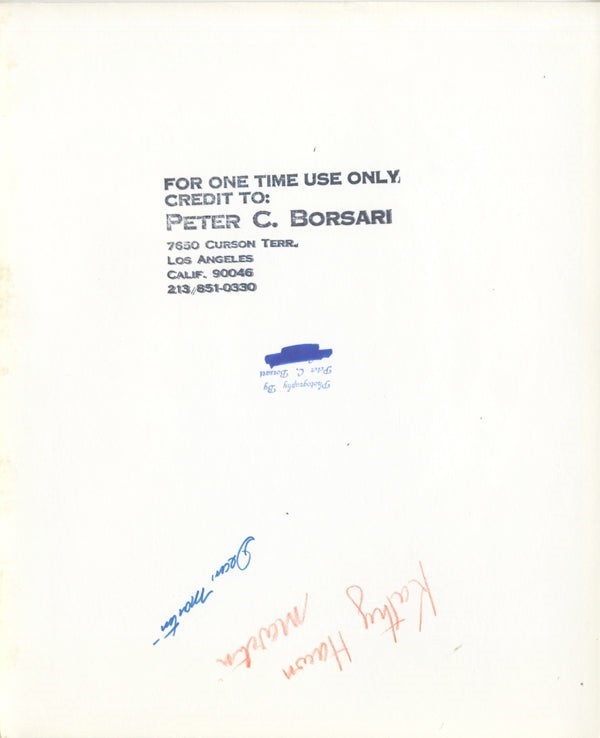 FOR ONE TIME USE ONLY,
CREDIT TO:
PETER C. BORSARI
7650 CURSON TERR.
LOS ANGELES
CALIF. 90046
213/851-0330
Photography By
Peter C. Borsari
Dean Martin
Kathy Hawn
Martin